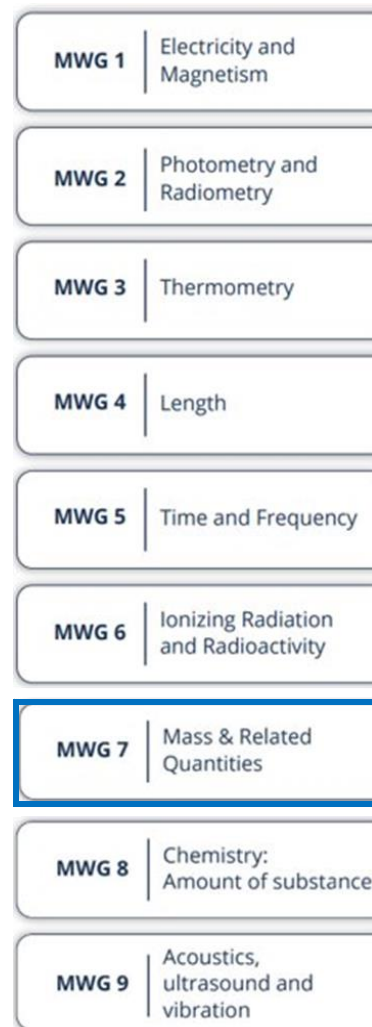 MWG 1
Electricity and
Magnetism
MWG 2
Photometry and
Radiometry
MWG 3
Thermometry
MWG 4
Length
MWG 5
Time and Frequency
MWG 6
Ionizing Radiation
and Radioactivity
MWG 7
Mass & Related
Quantities
MWG 8
Chemistry:
Amount of substance
MWG 9
Acoustics,
ultrasound and
vibration